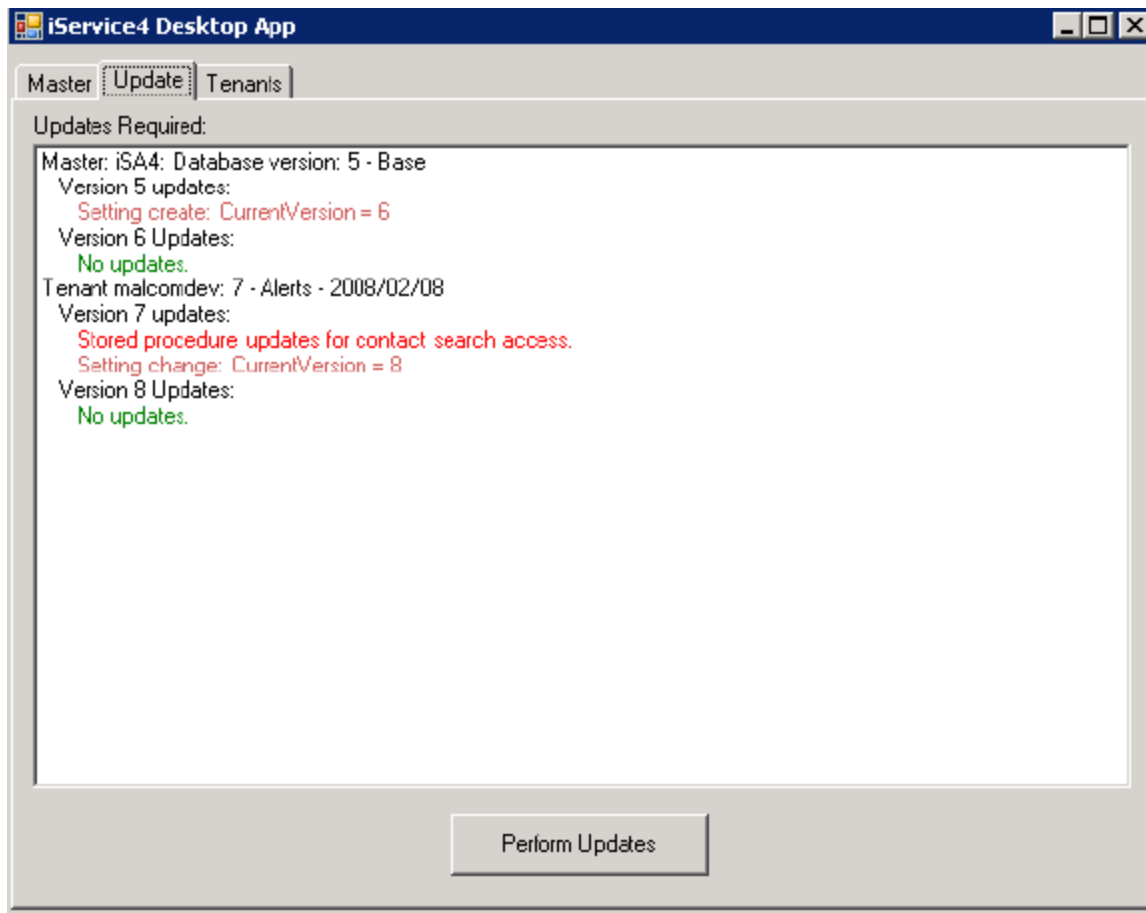 iService4 Desktop App
Master Update Tenants
Updates Required:
Master: iSA4: Database version: 5 - Base
Version 5 updates:
Setting create: CurrentVersion = 6
Version 6 Updates:
No updates.
Tenant malcomdev: 7 - Alerts - 2008/02/08
Version 7 updates:
Stored procedure updates for contact search access.
Setting change: CurrentVersion = 8
Version 8 Updates:
No updates.
Perform Updates